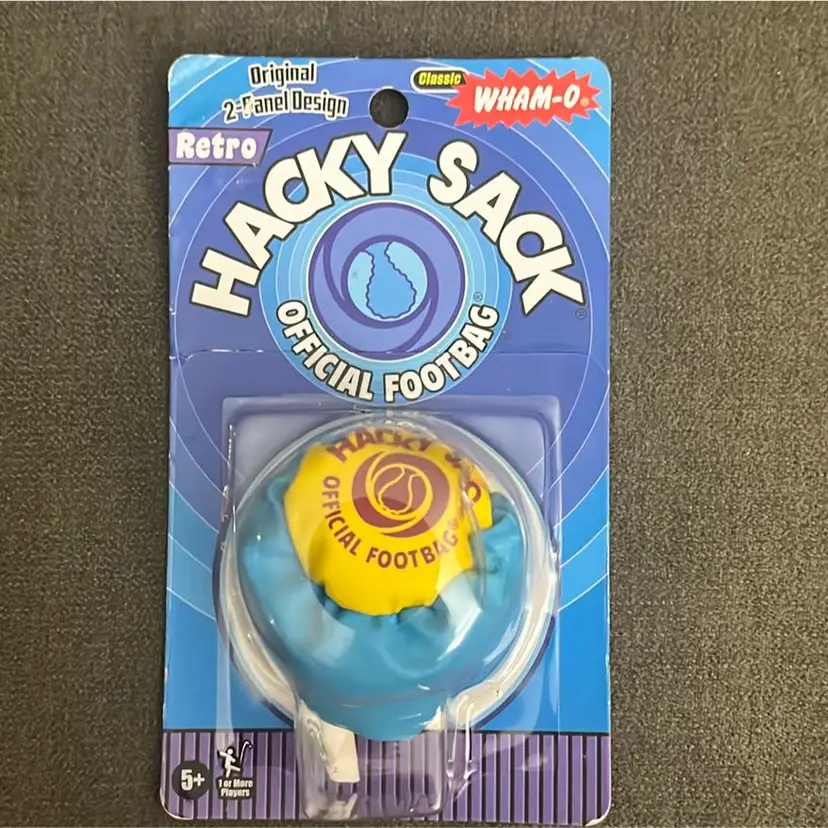 Original
2-Panel Design
Classic
WHAM-O®
Retro
HACKY SACK®
OFFICIAL FOOTBAG®
HACKY SAC
OFFICIAL FOOTBAG®
5+
1 or More
Players